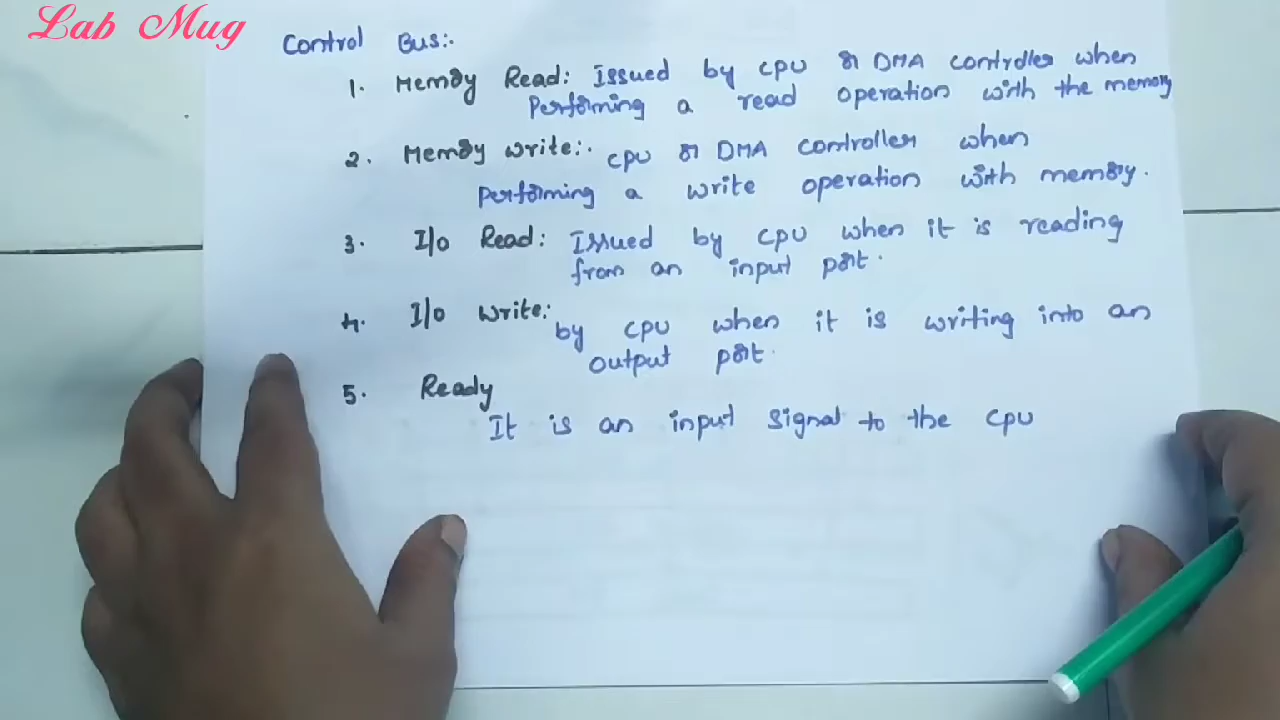 Lab Mug
Control Bus:.
1. Memory Read: Issued by CPU or DMA controller when
Performing a read operation with the memory
2. Memory write:. CPU or DMA controller when
performing a write operation with memory.
3. I/o Read: Issued by CPU when it is reading
from an input port.
4. I/o write:
by CPU when it is writing into an
output port.
5. Ready
It is an input signal to the CPU